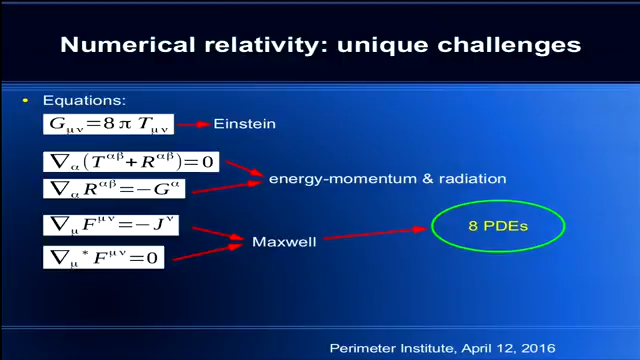 Numerical relativity: unique challenges
• Equations:
G_μν=8 π T_μν Einstein
∇_α(T^αβ+R^αβ)=0
energy-momentum & radiation
∇_αR^αβ=−G^α
∇_μ F^μν=−J^ν
8 PDEs
Maxwell
∇_μ *F^μν=0
Perimeter Institute, April 12, 2016